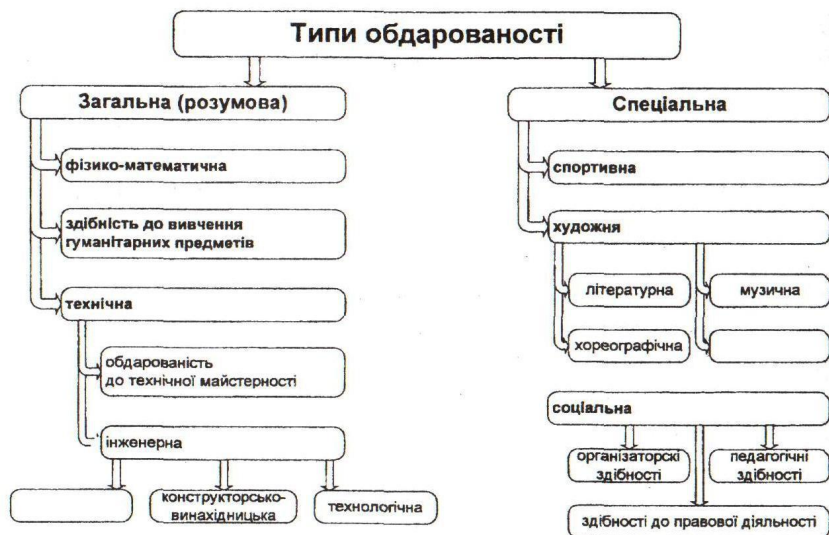 Типи обдарованості
Загальна (розумова)
фізико-математична
здібність до вивчення
гуманітарних предметів
технічна
обдарованість
до технічної майстерності
інженерна
конструкторсько-
винахідницька
технологічна
Спеціальна
спортивна
художня
літературна
музична
хореографічна
соціальна
організаторскі
здібності
педагогічні
здібності
здібності до правової діяльності